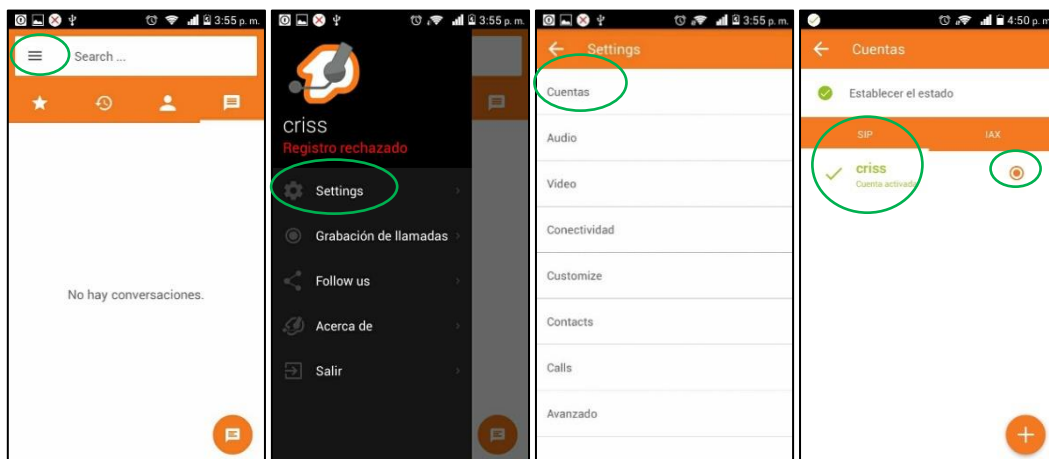 3:55 p. m.
Search ...
No hay conversaciones.
3:55 p. m.
criss
Registro rechazado
Settings
Grabación de llamadas
Follow us
Acerca de
Salir
3:55 p. m.
Settings
Cuentas
Audio
Video
Conectividad
Customize
Contacts
Calls
Avanzado
4:50 p. m
Cuentas
Establecer el estado
SIP IAX
criss
Cuenta activada